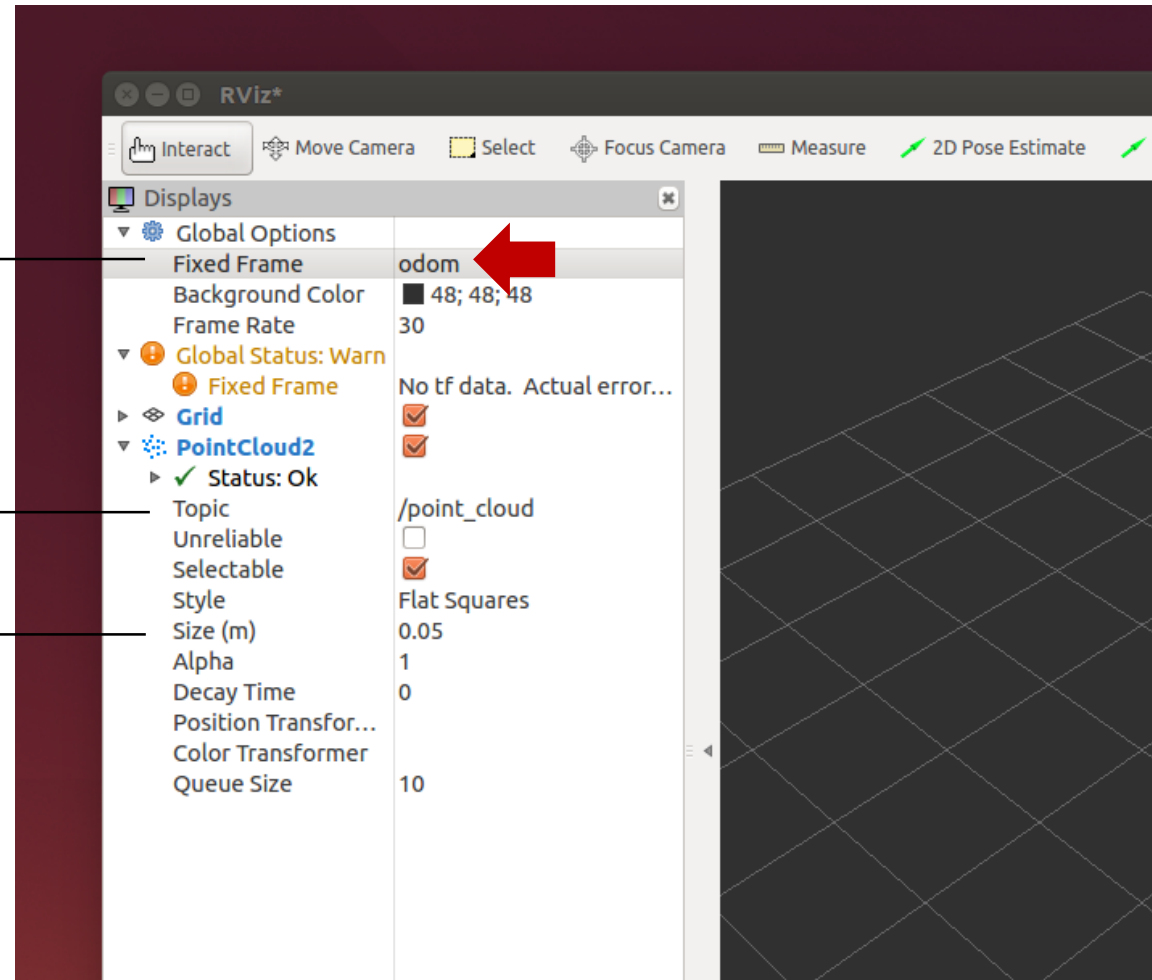 RViz*
Interact Move Camera Select Focus Camera Measure 2D Pose Estimate
Displays
Global Options
Fixed Frame odom
Background Color 48; 48; 48
Frame Rate 30
Global Status: Warn
Fixed Frame No tf data. Actual error...
Grid
PointCloud2
Status: Ok
Topic /point_cloud
Unreliable
Selectable
Style Flat Squares
Size (m) 0.05
Alpha 1
Decay Time 0
Position Transfor...
Color Transformer
Queue Size 10